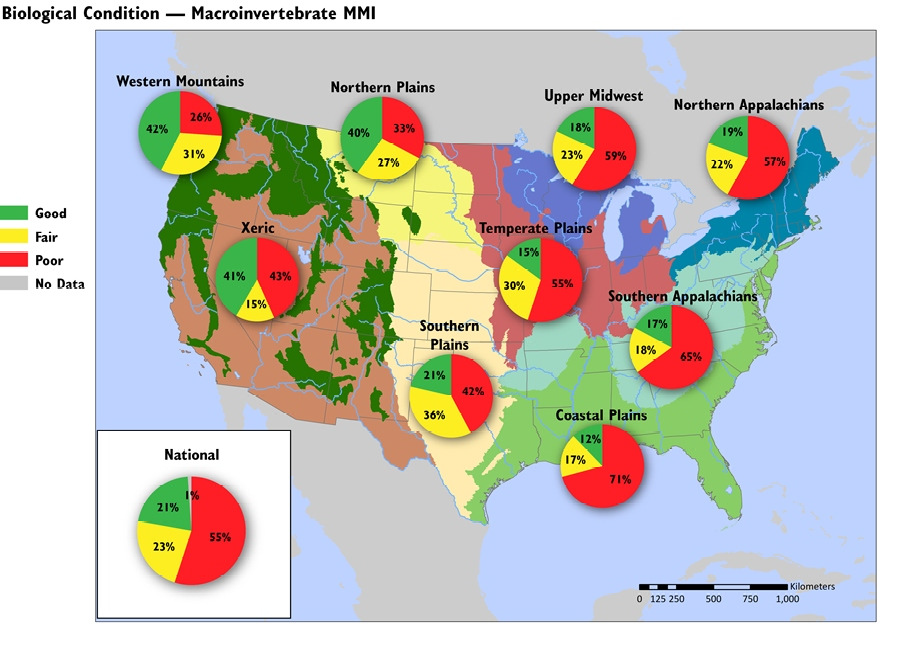 Biological Condition — Macroinvertebrate MMI
Western Mountains
42%
26%
31%
Northern Plains
40%
33%
27%
Upper Midwest
18%
23%
59%
Northern Appalachians
19%
22%
57%
Good
Fair
Poor
No Data
Xeric
41%
43%
15%
Temperate Plains
15%
30%
55%
Southern Appalachians
17%
18%
65%
Southern
Plains
21%
42%
36%
Coastal Plains
12%
17%
71%
National
1%
21%
23%
55%
Kilometers
0 125 250 500 750 1,000